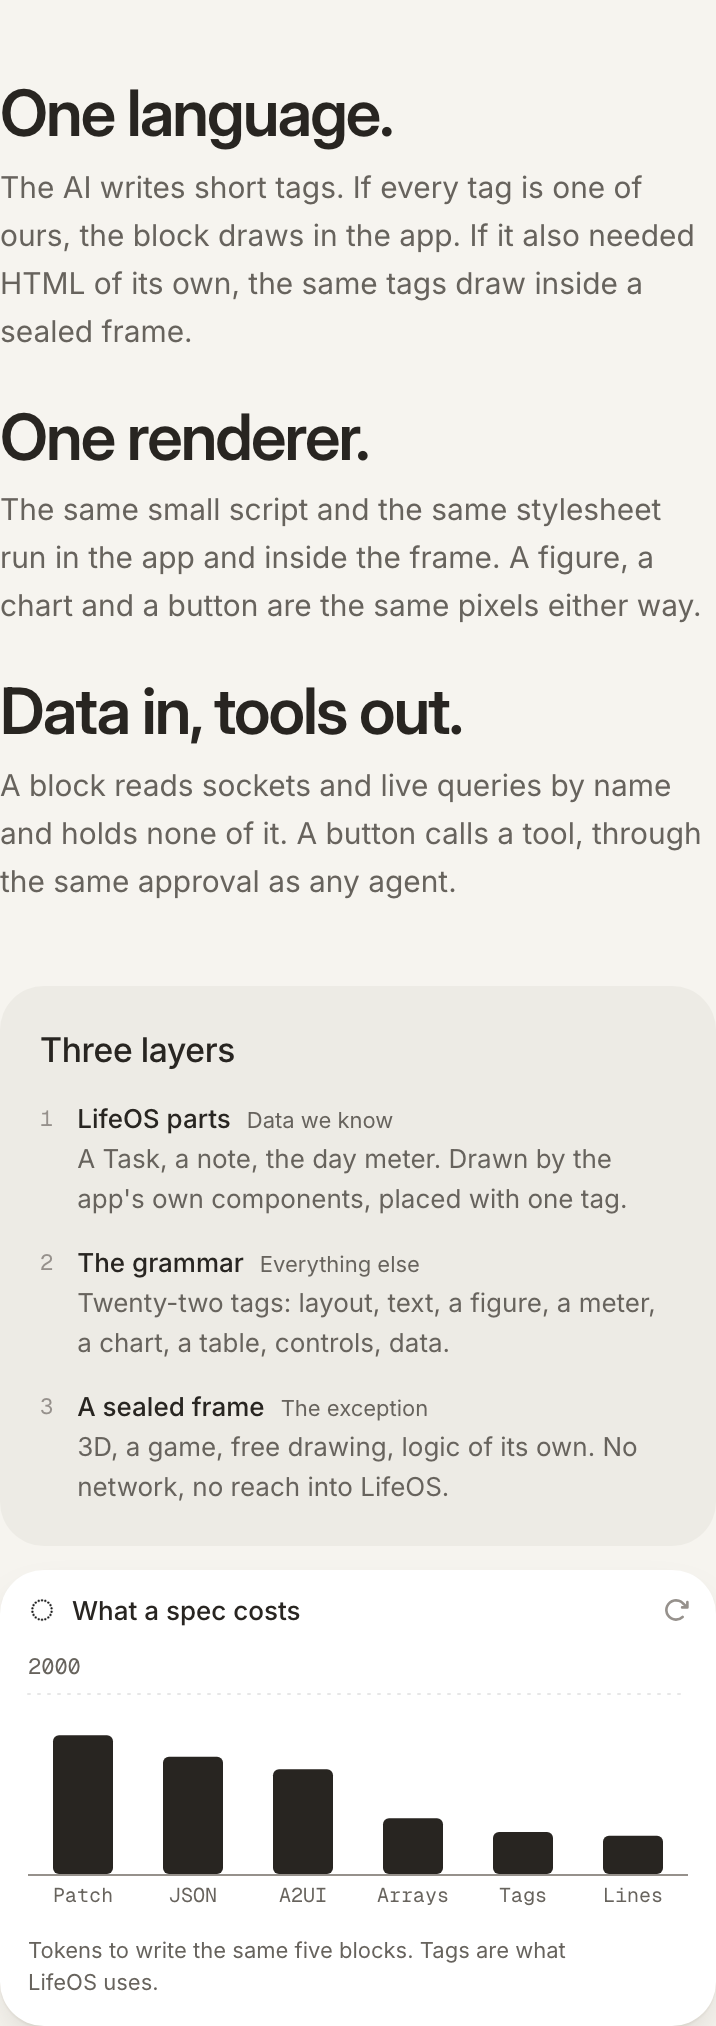 One language.
The AI writes short tags. If every tag is one of
ours, the block draws in the app. If it also needed
HTML of its own, the same tags draw inside a
sealed frame.
One renderer.
The same small script and the same stylesheet
run in the app and inside the frame. A figure, a
chart and a button are the same pixels either way.
Data in, tools out.
A block reads sockets and live queries by name
and holds none of it. A button calls a tool, through
the same approval as any agent.
Three layers
1 LifeOS parts Data we know
A Task, a note, the day meter. Drawn by the
app's own components, placed with one tag.
2 The grammar Everything else
Twenty-two tags: layout, text, a figure, a meter,
a chart, a table, controls, data.
3 A sealed frame The exception
3D, a game, free drawing, logic of its own. No
network, no reach into LifeOS.
What a spec costs
2000
Patch JSON A2UI Arrays Tags Lines
Tokens to write the same five blocks. Tags are what
LifeOS uses.